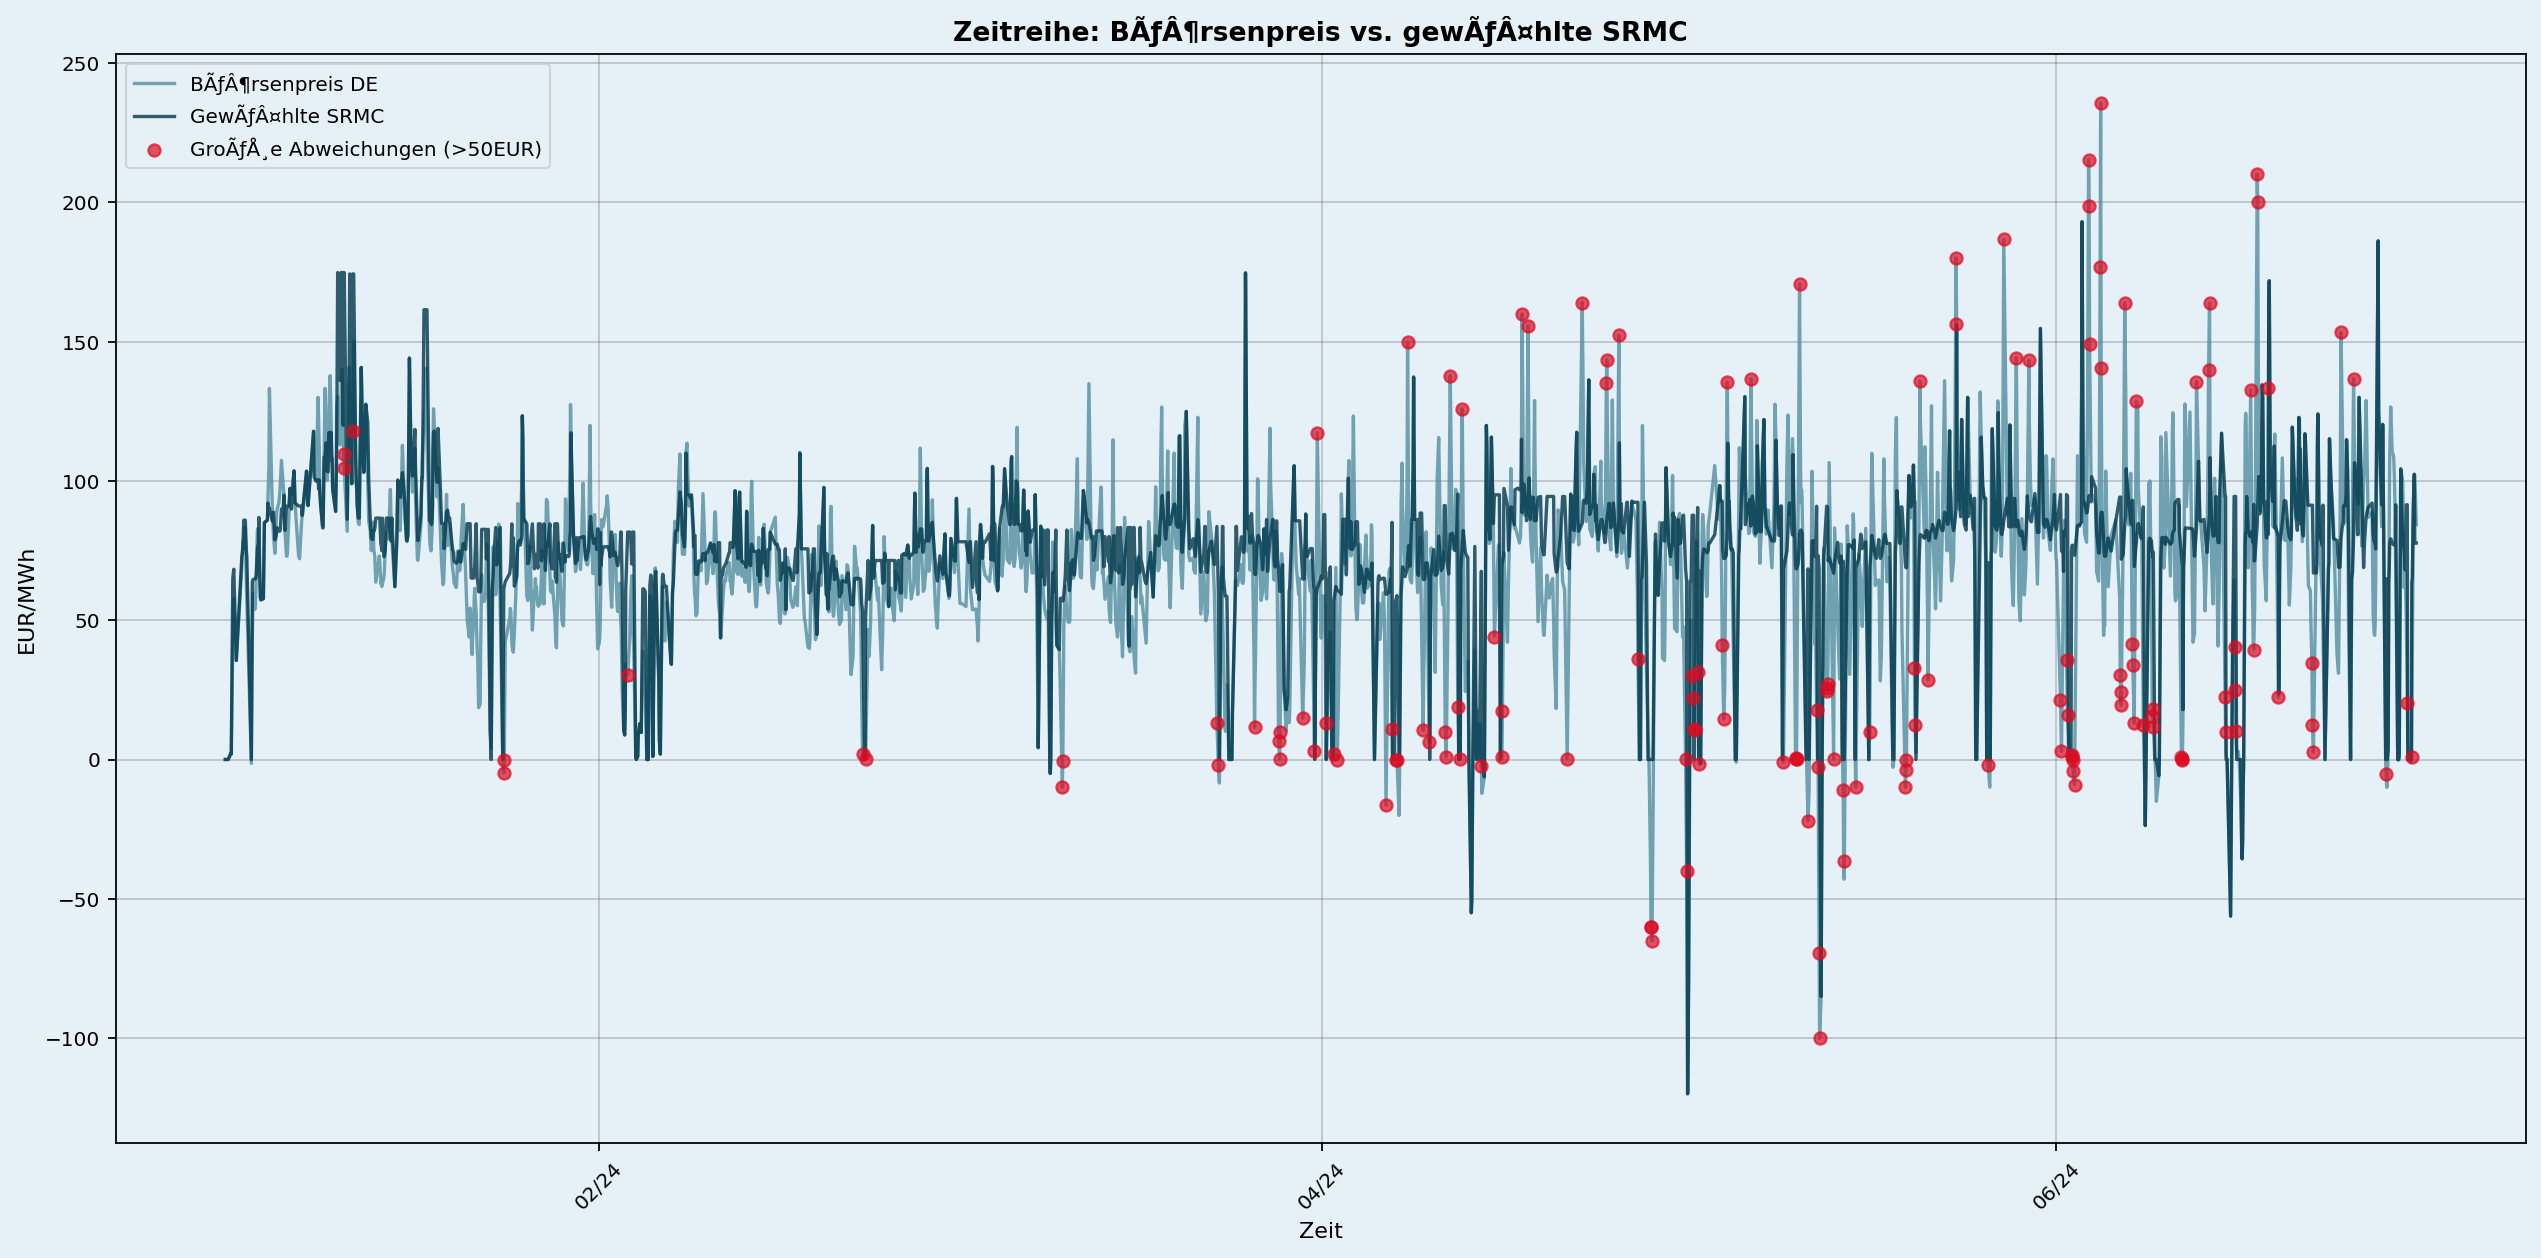 Zeitreihe: BÃƒÂ¶rsenpreis vs. gewÃƒÂ¤hlte SRMC
BÃƒÂ¶rsenpreis DE
GewÃƒÂ¤hlte SRMC
GroÃƒÅ¸e Abweichungen (>50EUR)
EUR/MWh
250
200
150
100
50
0
−50
−100
02/24
04/24
06/24
Zeit